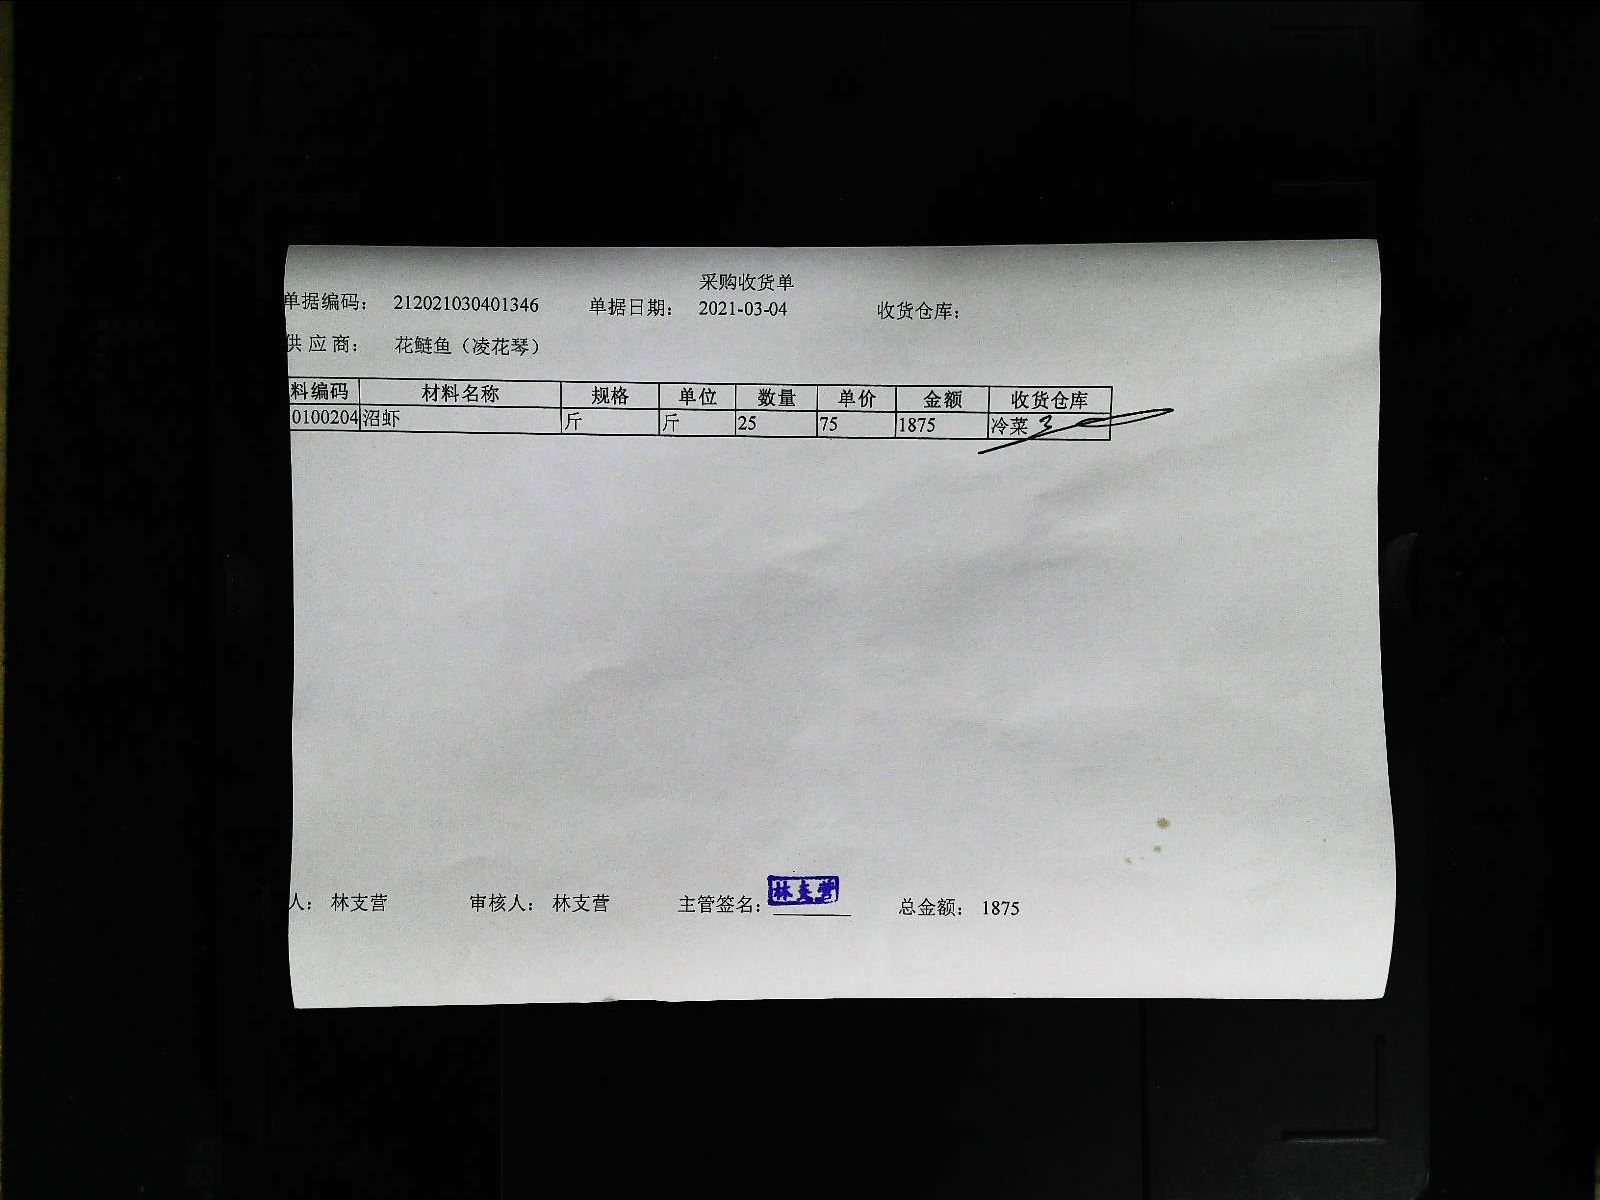 采购收货单
单据编码： 212021030401346 单据日期： 2021-03-04 收货仓库：
供应商： 花鲢鱼（凌花琴）
料编码 材料名称 规格 单位 数量 单价 金额 收货仓库
0100204 沼虾 斤 斤 25 75 1875 冷菜
人： 林支营 审核人： 林支营 主管签名： 林支营 总金额： 1875